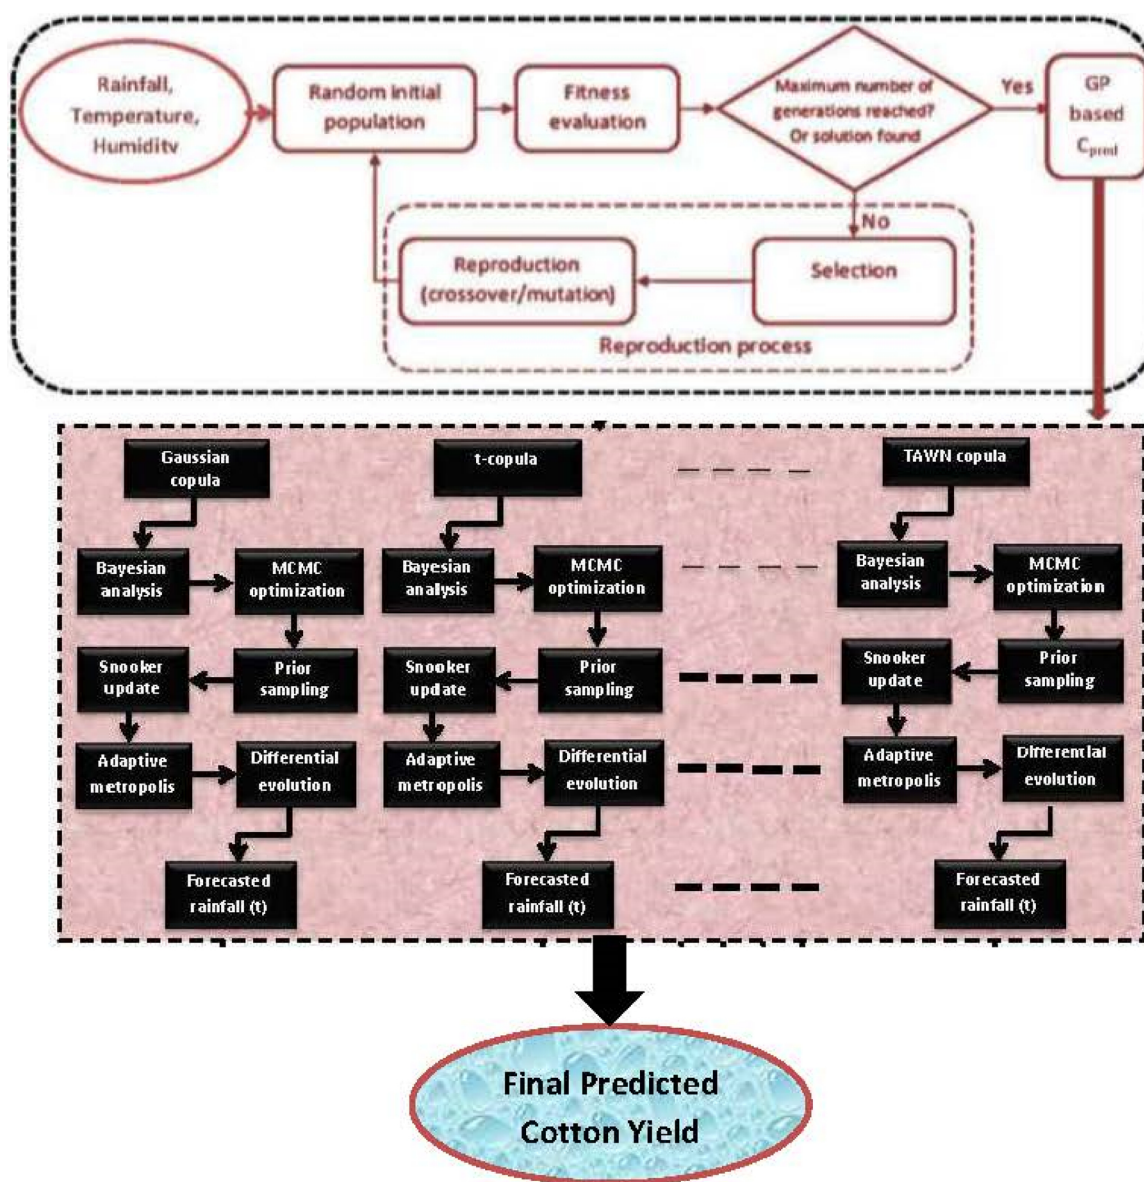 Rainfall,
Temperature,
Humidity
Random initial
population
Fitness
evaluation
Maximum number of
generations reached?
Or solution found
Yes
GP
based
Cpred
No
Selection
Reproduction
(crossover/mutation)
Reproduction process
Gaussian
copula
t-copula
TAWN copula
Bayesian
analysis
MCMC
optimization
Bayesian
analysis
MCMC
optimization
Bayesian
analysis
MCMC
optimization
Snooker
update
Prior
sampling
Snooker
update
Prior
sampling
Snooker
update
Prior
sampling
Adaptive
metropolis
Differential
evolution
Adaptive
metropolis
Differential
evolution
Adaptive
metropolis
Differential
evolution
Forecasted
rainfall (t)
Forecasted
rainfall (t)
Forecasted
rainfall (t)
Final Predicted
Cotton Yield